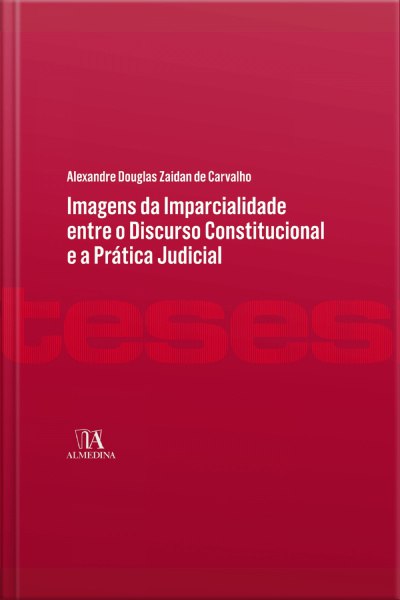 Alexandre Douglas Zaidan de Carvalho
Imagens da Imparcialidade
entre o Discurso Constitucional
e a Prática Judicial
teses
ALMEDINA